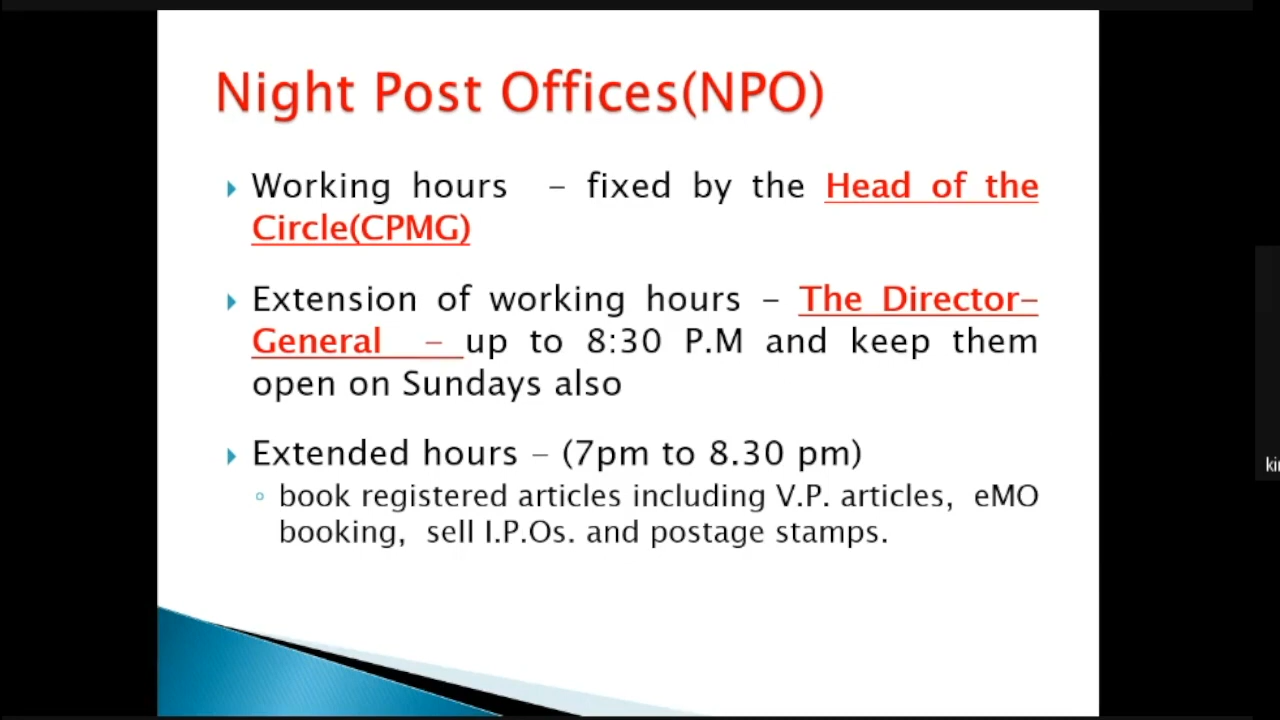 Night Post Offices(NPO)
Working hours – fixed by the Head of the
Circle(CPMG)
Extension of working hours – The Director-
General – up to 8:30 P.M and keep them
open on Sundays also
Extended hours – (7pm to 8.30 pm)
book registered articles including V.P. articles, eMO
booking, sell I.P.Os. and postage stamps.